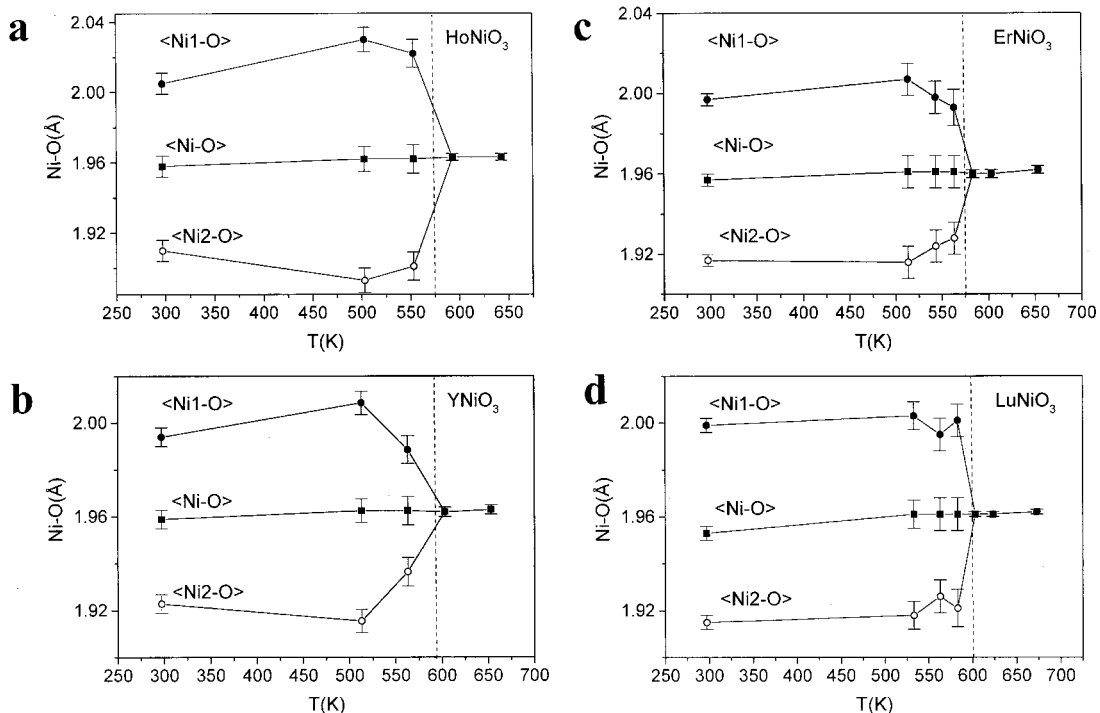 a
<Ni1-O>
HoNiO3
<Ni-O>
<Ni2-O>
Ni-O(Å)
2.04
2.00
1.96
1.92
250 300 350 400 450 500 550 600 650
T(K)
c
<Ni1-O>
ErNiO3
<Ni-O>
<Ni2-O>
Ni-O(Å)
2.04
2.00
1.96
1.92
250 300 350 400 450 500 550 600 650 700
T(K)
b
<Ni1-O>
YNiO3
<Ni-O>
<Ni2-O>
Ni-O(Å)
2.00
1.96
1.92
250 300 350 400 450 500 550 600 650 700
T(K)
d
<Ni1-O>
LuNiO3
<Ni-O>
<Ni2-O>
Ni-O(Å)
2.00
1.96
1.92
250 300 350 400 450 500 550 600 650 700
T(K)